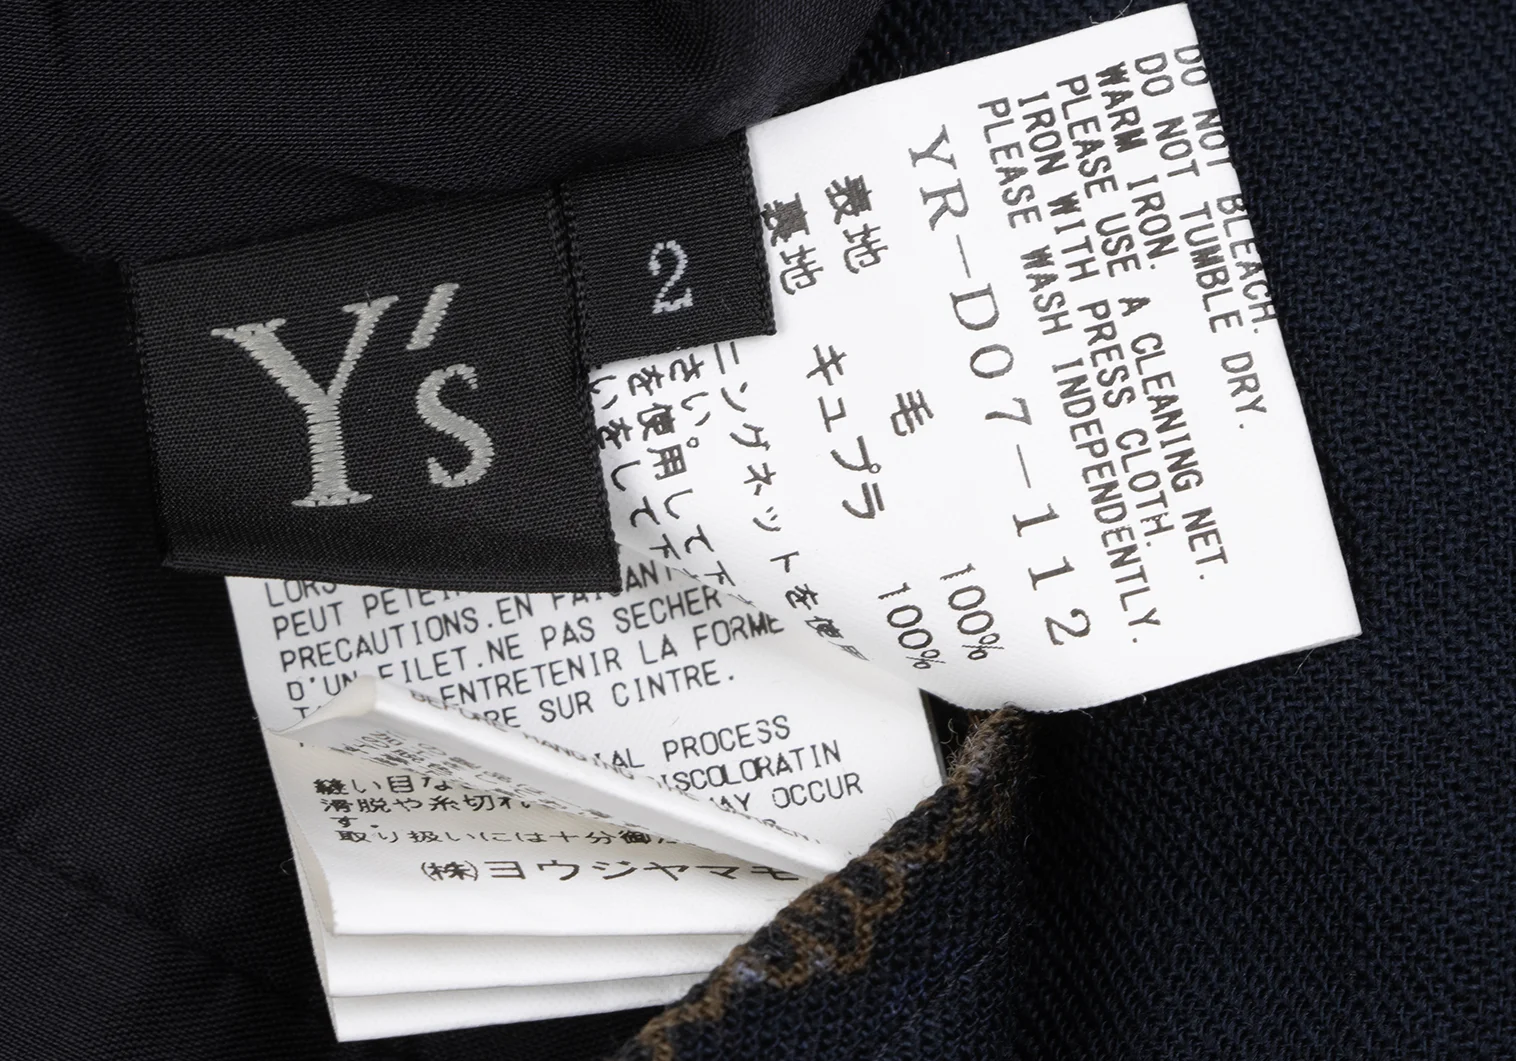 Y's
2
DO NOT BLEACH.
DO NOT TUMBLE DRY.
WARM IRON.
PLEASE USE A CLEANING NET.
IRON WITH PRESS CLOTH.
PLEASE WASH INDEPENDENTLY.
YR-D07-112
表地 毛 100%
裏地 キュプラ 100%
ニングネットを使用
さい。
を使用して下
いをして下
LORS
PEUT
PRECAUTIONS.EN
D'UN FILET.NE PAS SECHER
ENTRETENIR LA FORME
SUR CINTRE.
PROCESS
DISCOLORATIN
MAY OCCUR
縫い目な
滑脱や糸切れ
す。
取り扱いには十分御
(株)ヨウジヤマモ